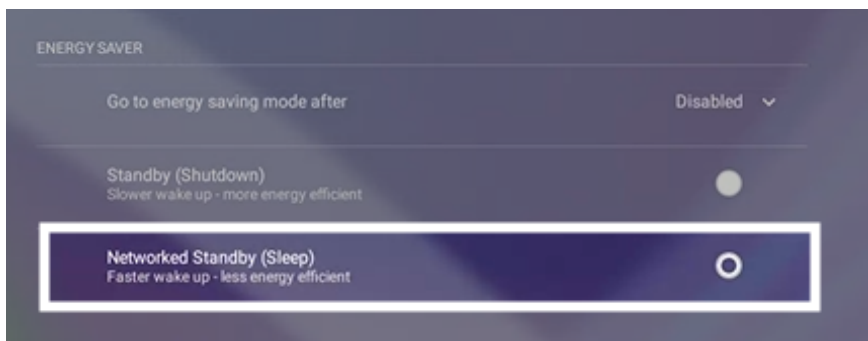 ENERGY SAVER
Go to energy saving mode after
Disabled
Standby (Shutdown)
Slower wake up - more energy efficient
Networked Standby (Sleep)
Faster wake up - less energy efficient